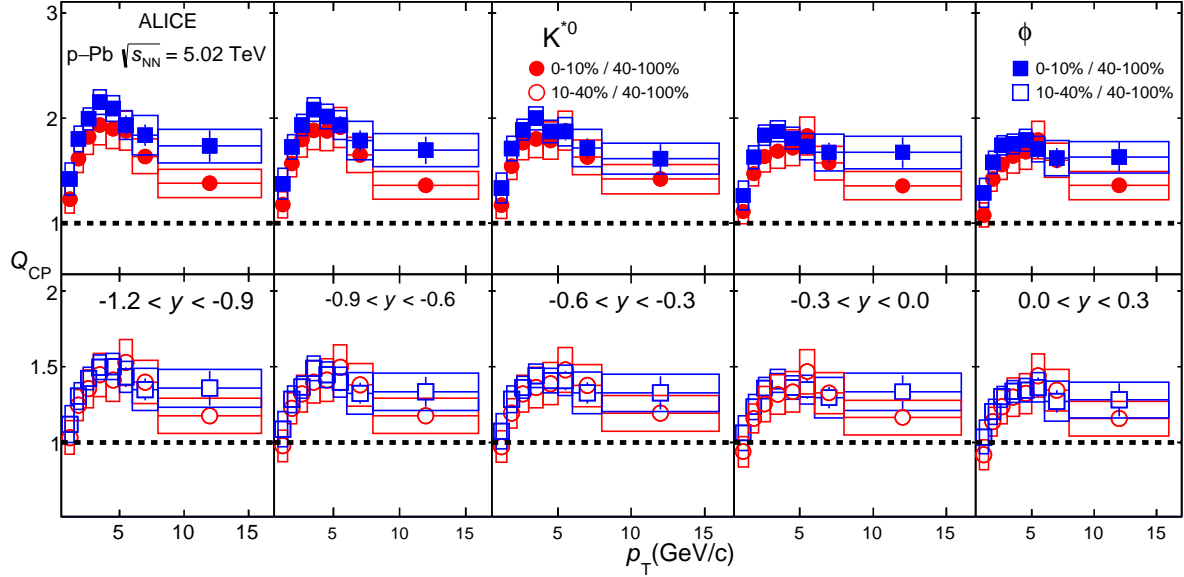 3
2
1
ALICE
p–Pb √sNN = 5.02 TeV
K*0
0-10% / 40-100%
10-40% / 40-100%
ϕ
0-10% / 40-100%
10-40% / 40-100%
QCP
2
1.5
1
-1.2 < y < -0.9
-0.9 < y < -0.6
-0.6 < y < -0.3
-0.3 < y < 0.0
0.0 < y < 0.3
5 10 15 5 10 15 5 10 15 5 10 15 5 10 15
pT(GeV/c)